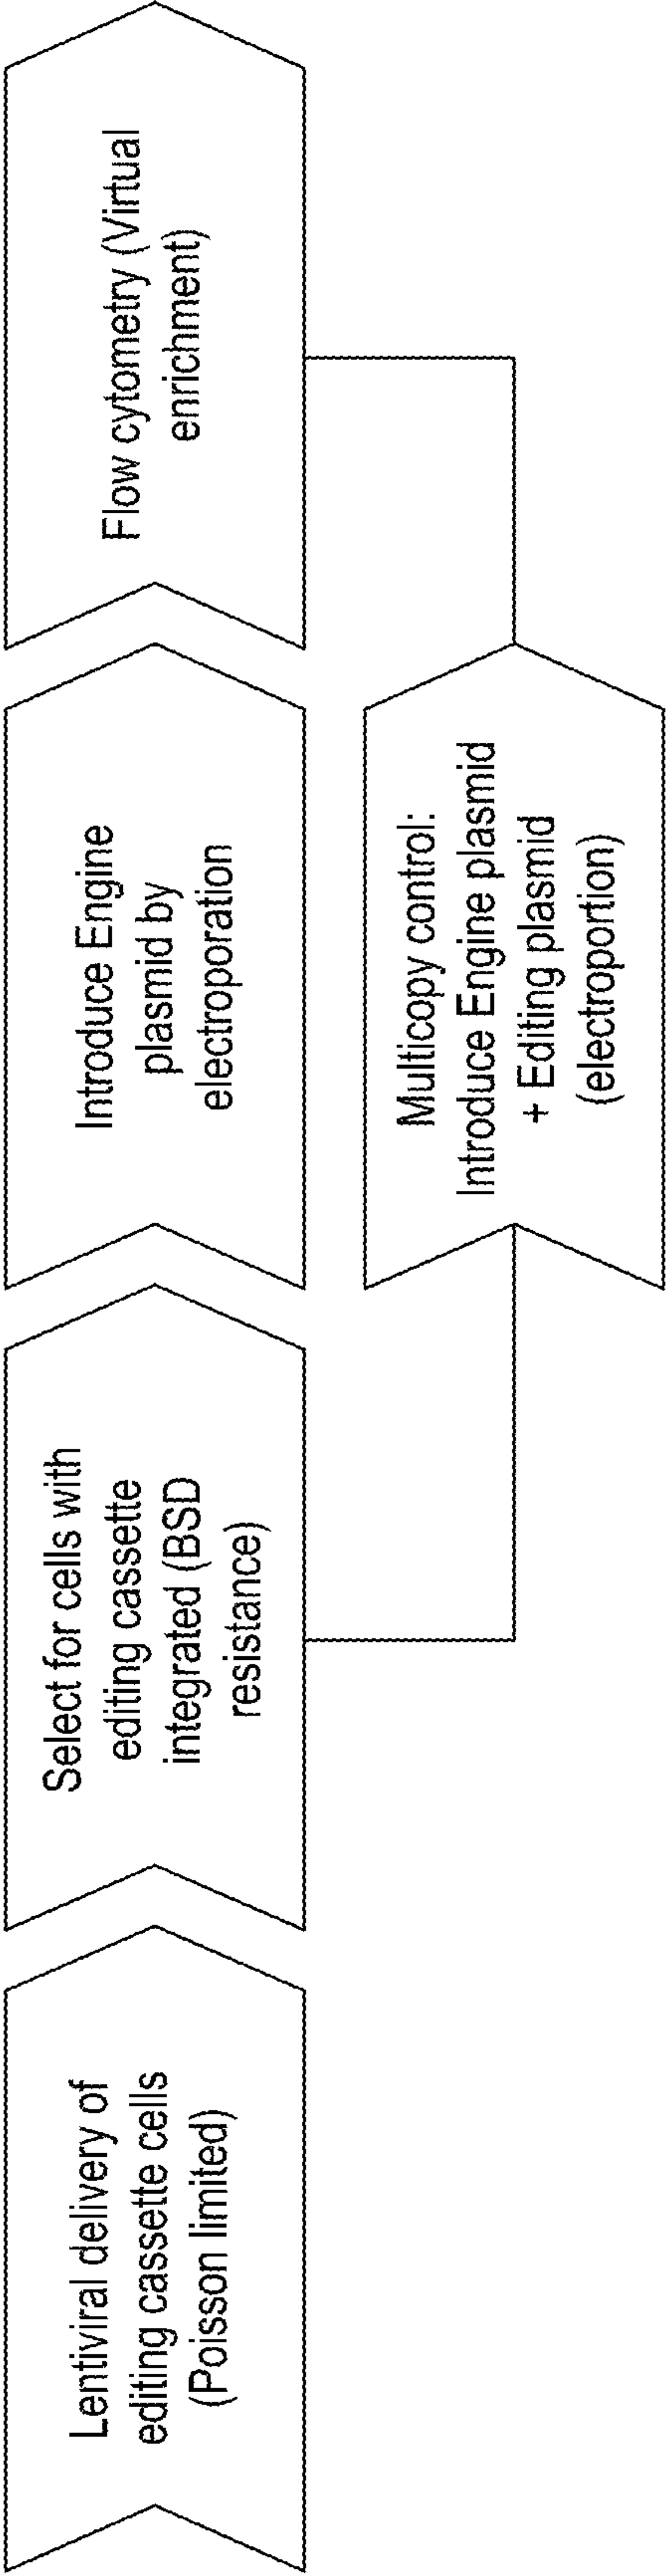 Lentiviral delivery of
editing cassette cells
(Poisson limited)
Select for cells with
editing cassette
integrated (BSD
resistance)
Introduce Engine
plasmid by
electroporation
Flow cytometry (Virtual
enrichment)
Multicopy control:
Introduce Engine plasmid
+ Editing plasmid
(electroportion)